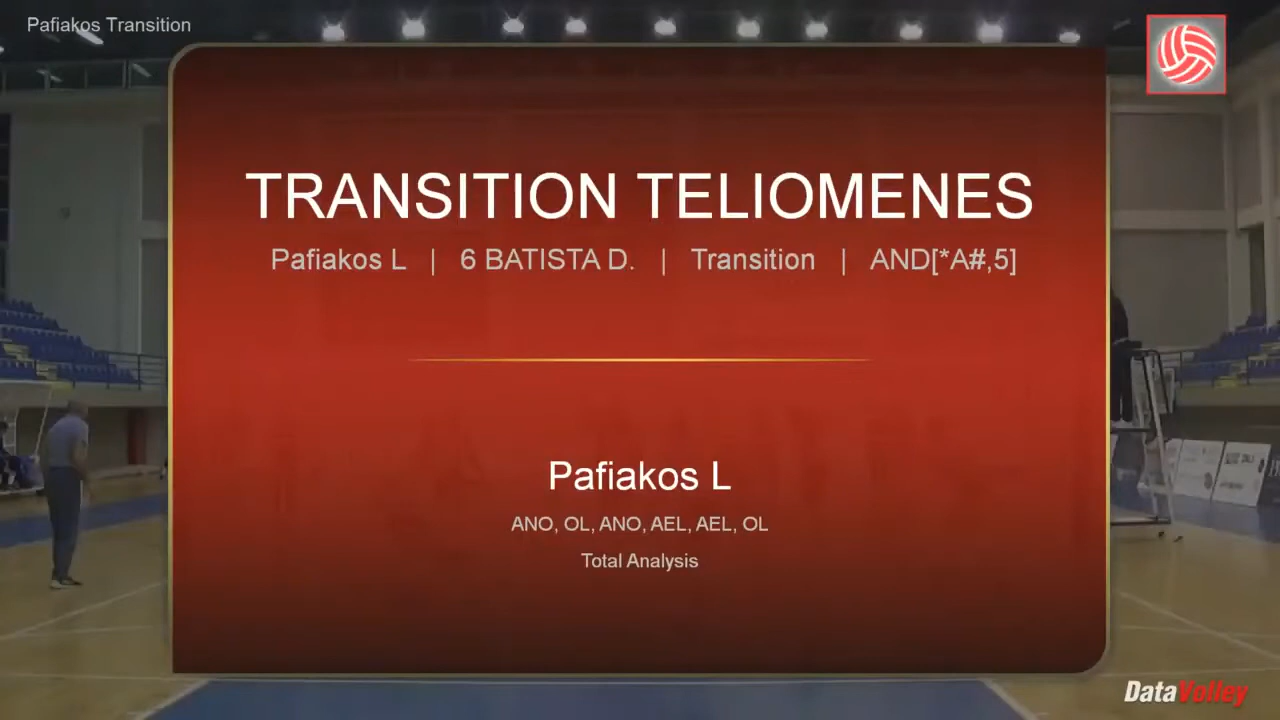 Pafiakos Transition
TRANSITION TELIOMENES
Pafiakos L | 6 BATISTA D. | Transition | AND[*A#,5]
Pafiakos L
ANO, OL, ANO, AEL, AEL, OL
Total Analysis
DataVolley